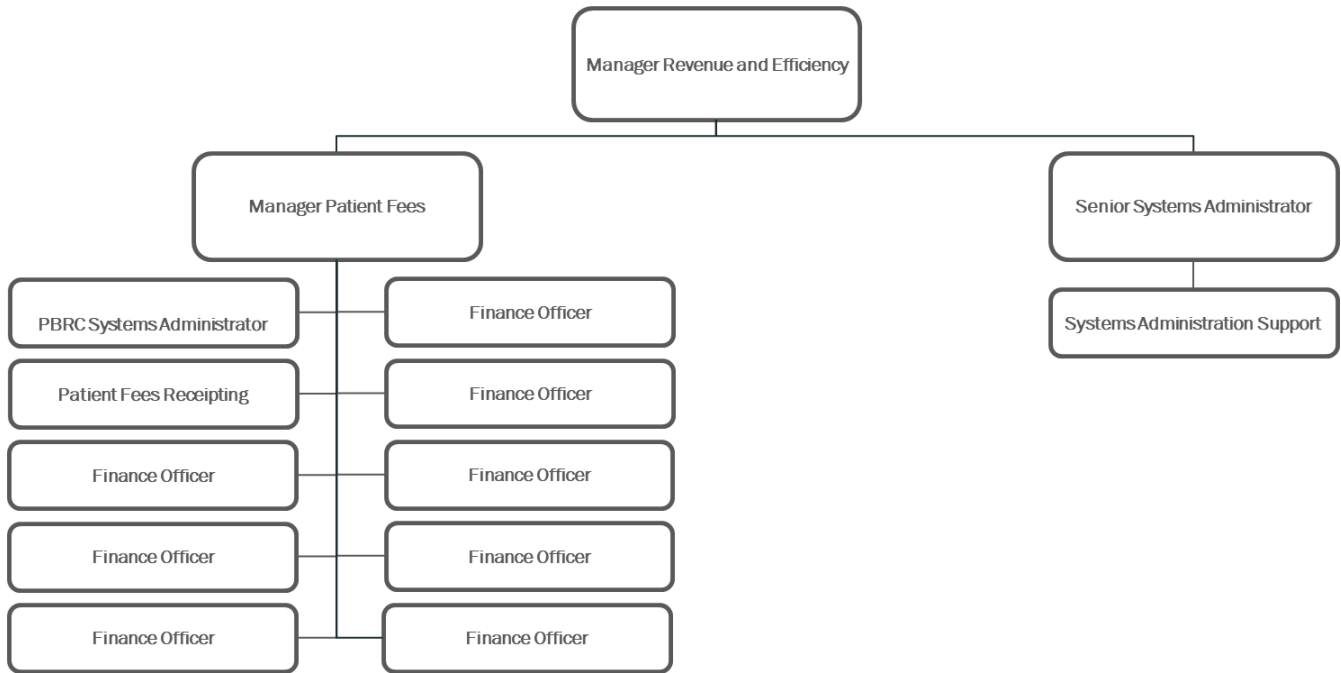 Manager Revenue and Efficiency
Manager Patient Fees
Senior Systems Administrator
PBRC Systems Administrator
Finance Officer
Systems Administration Support
Patient Fees Receipting
Finance Officer
Finance Officer
Finance Officer
Finance Officer
Finance Officer
Finance Officer
Finance Officer